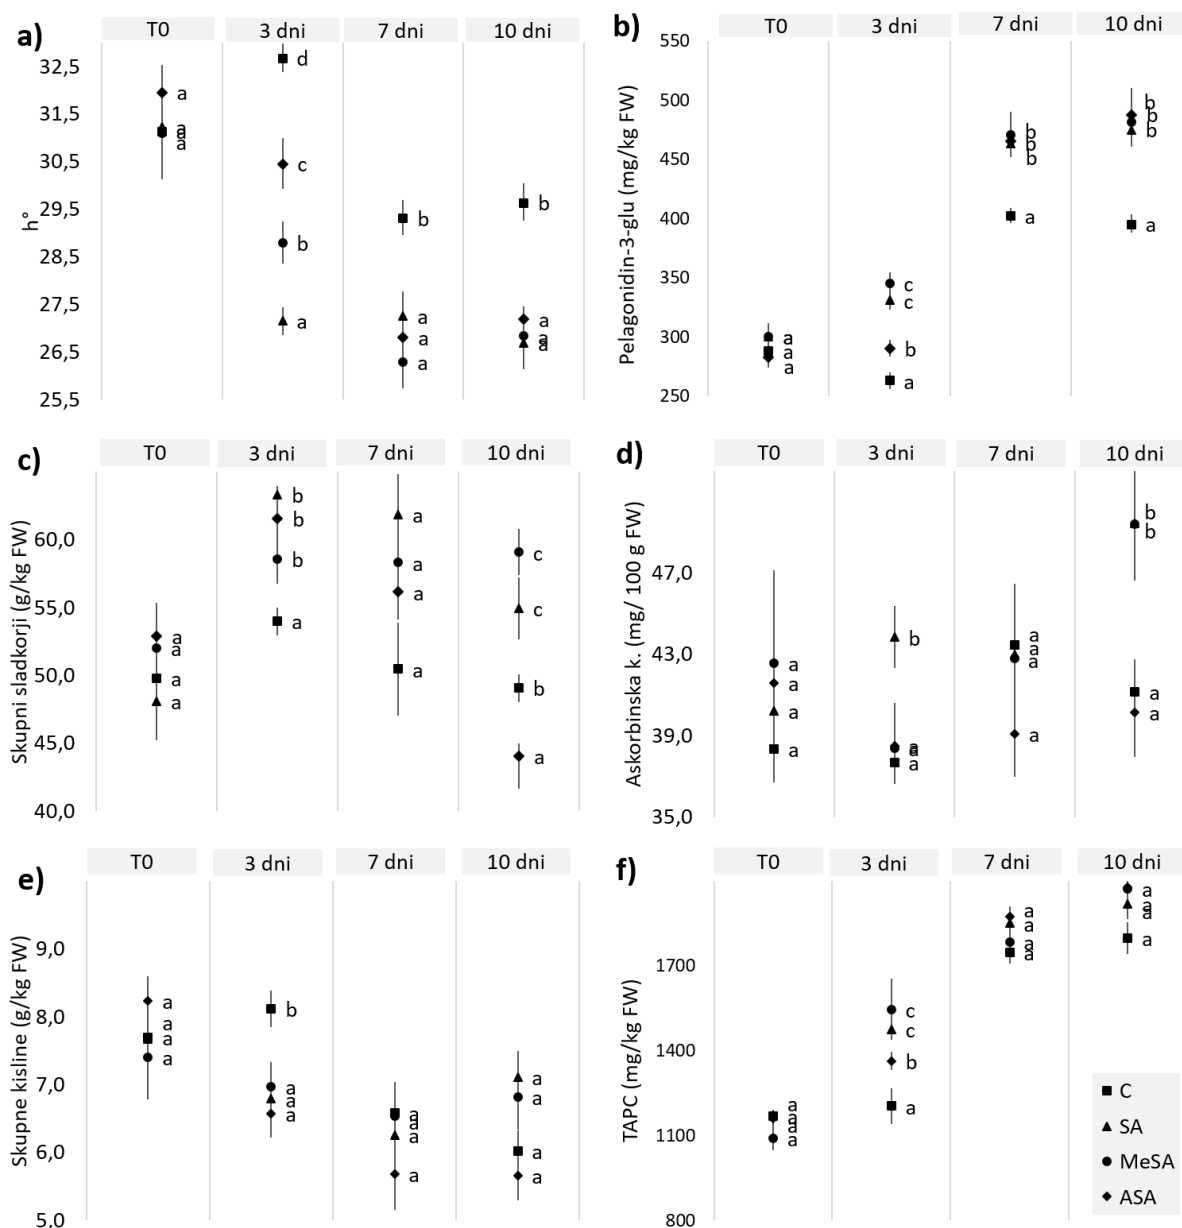 a)
T0 3 dni 7 dni 10 dni
h°
32,5
31,5
30,5
29,5
28,5
27,5
26,5
25,5
a
a
a
a
d
c
b
a
b
a
a
a
b
a
a
a
b)
T0 3 dni 7 dni 10 dni
Pelagonidin-3-glu (mg/kg FW)
550
500
450
400
350
300
250
a
a
a
c
c
b
a
b
b
b
a
b
b
b
a
c)
T0 3 dni 7 dni 10 dni
Skupni sladkorji (g/kg FW)
60,0
55,0
50,0
45,0
40,0
a
a
a
a
b
b
b
a
a
a
a
a
c
c
b
a
d)
T0 3 dni 7 dni 10 dni
Askorbinska k. (mg/ 100 g FW)
47,0
43,0
39,0
35,0
a
a
a
a
b
a
a
a
a
a
a
a
b
b
a
a
e)
T0 3 dni 7 dni 10 dni
Skupne kisline (g/kg FW)
9,0
8,0
7,0
6,0
5,0
a
a
a
a
b
a
a
a
a
a
a
a
a
a
a
a
f)
T0 3 dni 7 dni 10 dni
TAPC (mg/kg FW)
1700
1400
1100
800
a
a
a
a
c
c
b
a
a
a
a
a
a
a
a
a
C
SA
MeSA
ASA